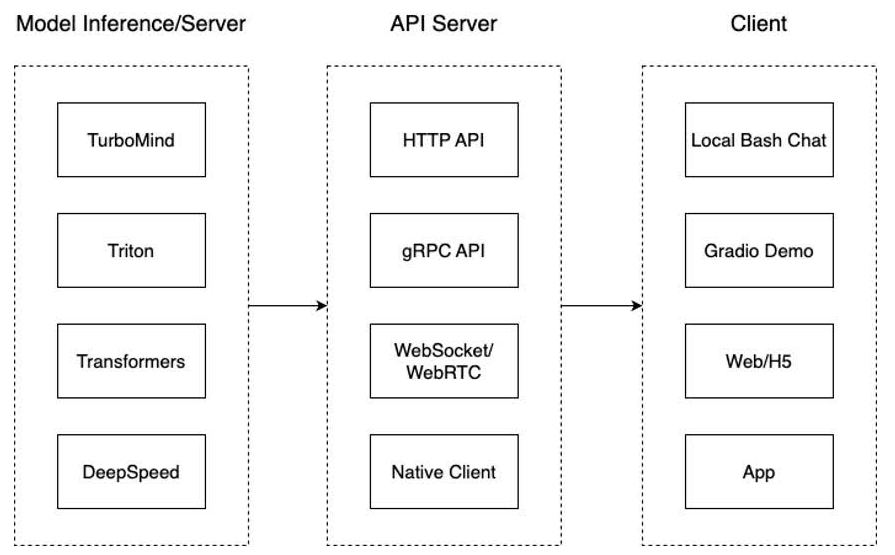 Model Inference/Server
API Server
Client
TurboMind
HTTP API
Local Bash Chat
Triton
gRPC API
Gradio Demo
Transformers
WebSocket/
WebRTC
Web/H5
DeepSpeed
Native Client
App